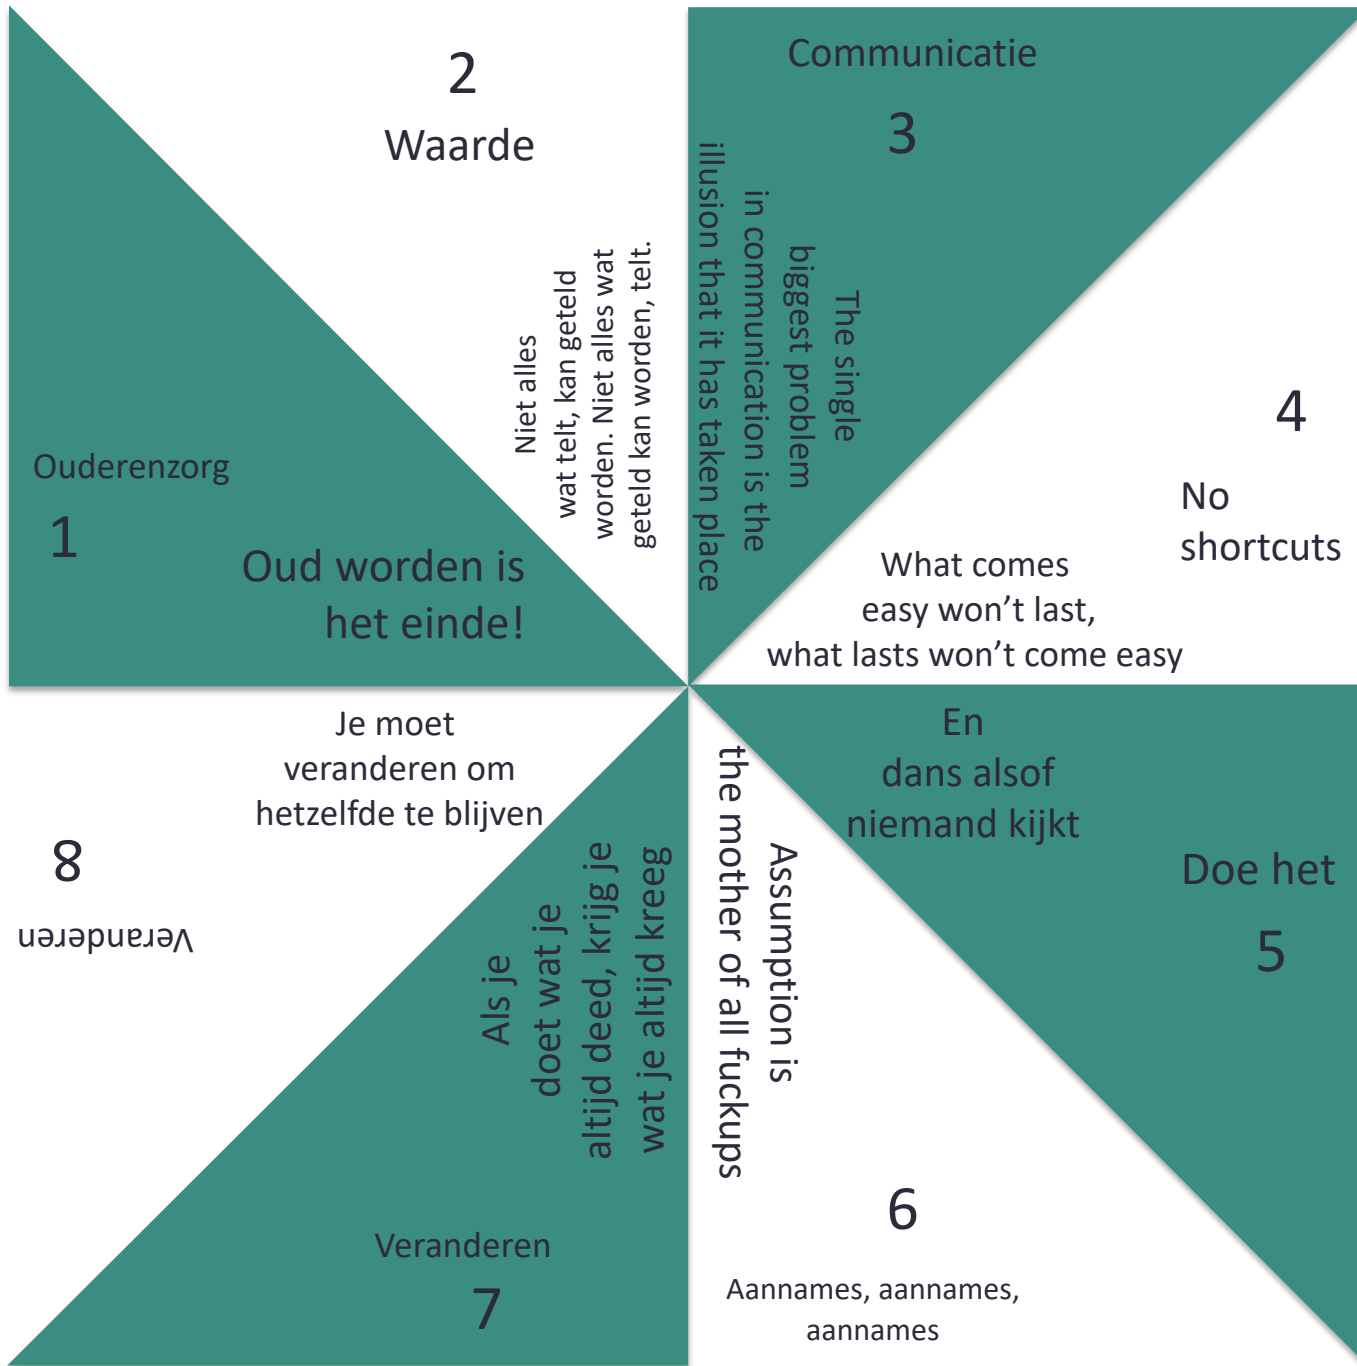 Ouderenzorg
1
Oud worden is
het einde!
2
Waarde
Niet alles
wat telt, kan geteld
worden. Niet alles wat
geteld kan worden, telt.
Communicatie
3
The single
biggest problem
in communication is the
illusion that it has taken place
4
No
shortcuts
What comes
easy won’t last,
what lasts won’t come easy
En
dans alsof
niemand kijkt
Doe het
5
Assumption is
the mother of all fuckups
6
Aannames, aannames,
aannames
Als je
doet wat je
altijd deed, krijg je
wat je altijd kreeg
Veranderen
7
Je moet
veranderen om
hetzelfde te blijven
8
Veranderen